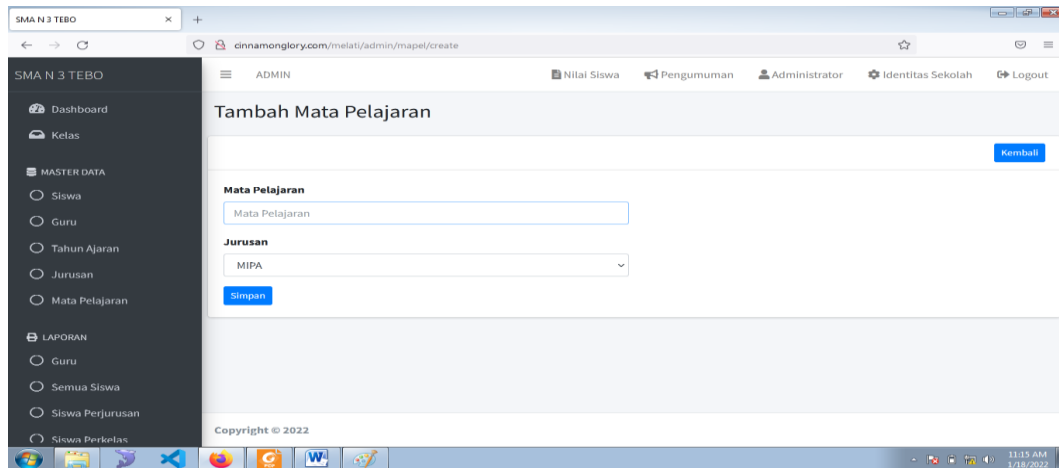 SMA N 3 TEBO
cinnamonglory.com/melati/admin/mapel/create
SMA N 3 TEBO
ADMIN
Nilai Siswa
Pengumuman
Administrator
Identitas Sekolah
Logout
Dashboard
Kelas
MASTER DATA
Siswa
Guru
Tahun Ajaran
Jurusan
Mata Pelajaran
LAPORAN
Guru
Semua Siswa
Siswa Perjurusan
Siswa Perkelas
Tambah Mata Pelajaran
Kembali
Mata Pelajaran
Mata Pelajaran
Jurusan
MIPA
Simpan
Copyright © 2022
11:15 AM
1/18/2022